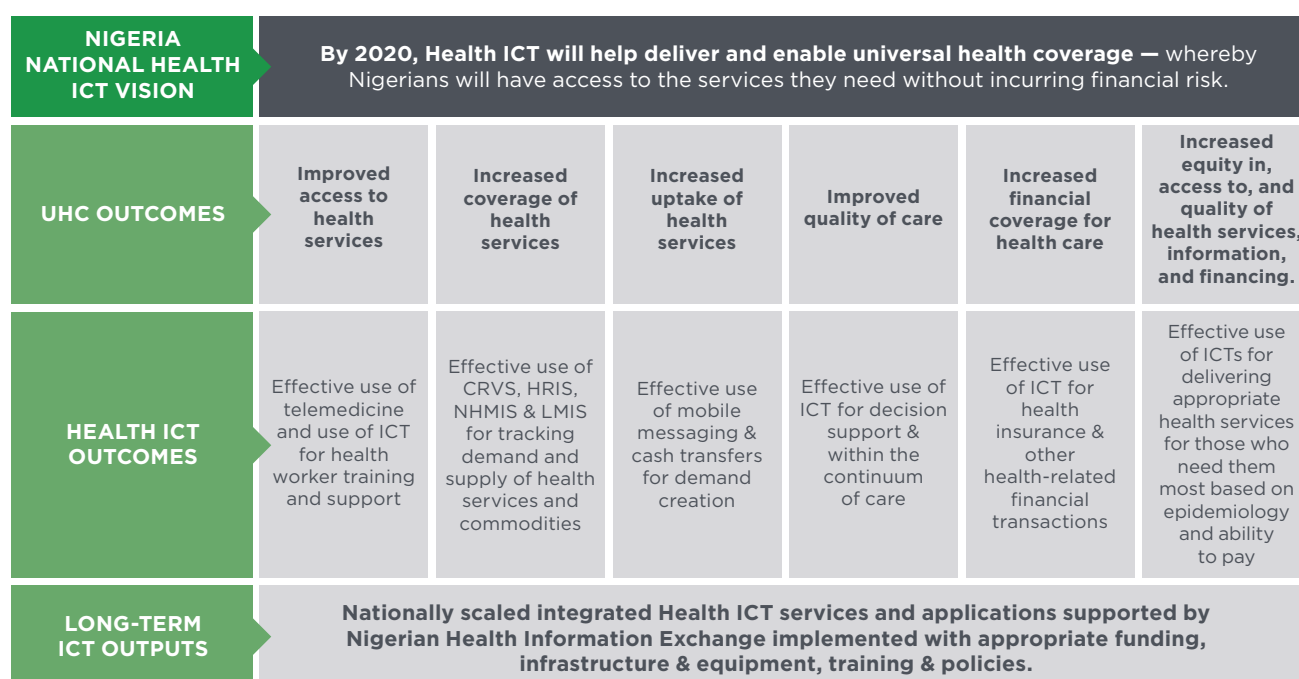 NIGERIA
NATIONAL HEALTH
ICT VISION
By 2020, Health ICT will help deliver and enable universal health coverage — whereby
Nigerians will have access to the services they need without incurring financial risk.
UHC OUTCOMES
Improved
access to
health
services
Increased
coverage of
health
services
Increased
uptake of
health
services
Improved
quality of care
Increased
financial
coverage for
health care
Increased
equity in,
access to, and
quality of
health services,
information,
and financing.
HEALTH ICT
OUTCOMES
Effective use of
telemedicine
and use of ICT
for health
worker training
and support
Effective use of
CRVS, HRIS,
NHMIS & LMIS
for tracking
demand and
supply of health
services and
commodities
Effective use
of mobile
messaging &
cash transfers
for demand
creation
Effective use of
ICT for decision
support &
within the
continuum
of care
Effective use
of ICT for
health
insurance &
other
health-related
financial
transactions
Effective use
of ICTs for
delivering
appropriate
health services
for those who
need them
most based on
epidemiology
and ability
to pay
LONG-TERM
ICT OUTPUTS
Nationally scaled integrated Health ICT services and applications supported by
Nigerian Health Information Exchange implemented with appropriate funding,
infrastructure & equipment, training & policies.